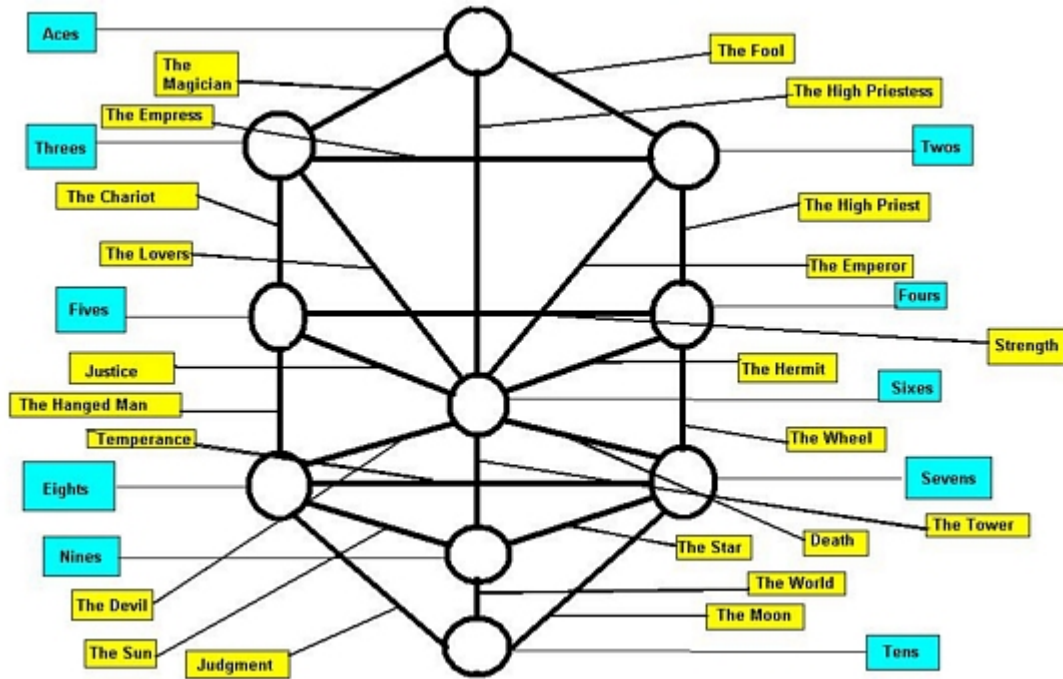 Aces
The Fool
The
Magician
The High Priestess
The Empress
Threes
Twos
The Chariot
The High Priest
The Lovers
The Emperor
Fives
Fours
Strength
Justice
The Hermit
Sixes
The Hanged Man
Temperance
The Wheel
Eights
Sevens
The Tower
Nines
The Star
Death
The World
The Devil
The Moon
The Sun
Judgment
Tens